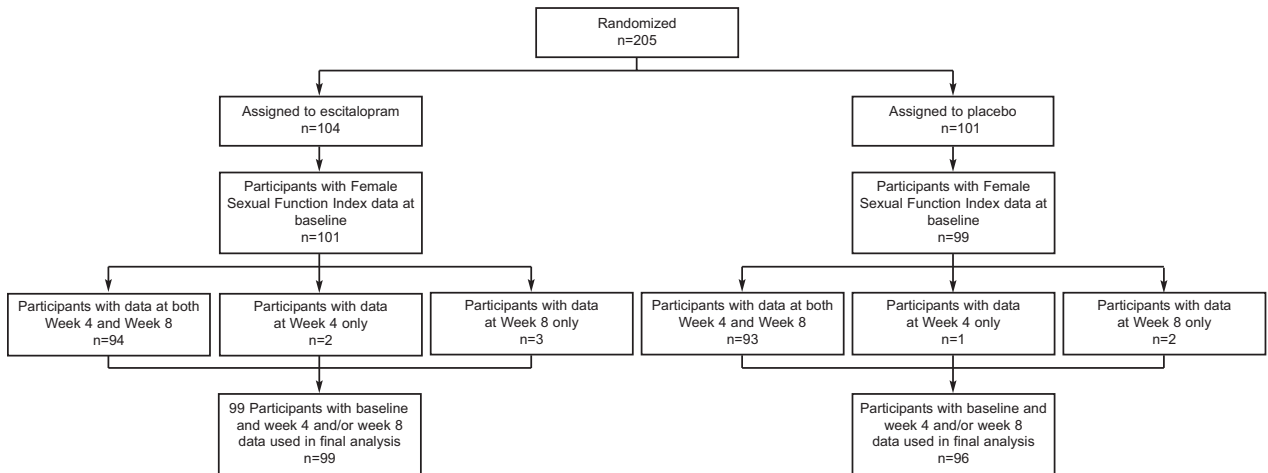 Randomized
n=205
Assigned to escitalopram
n=104
Assigned to placebo
n=101
Participants with Female
Sexual Function Index data at
baseline
n=101
Participants with Female
Sexual Function Index data at
baseline
n=99
Participants with data at both
Week 4 and Week 8
n=94
Participants with data
at Week 4 only
n=2
Participants with data
at Week 8 only
n=3
Participants with data at both
Week 4 and Week 8
n=93
Participants with data
at Week 4 only
n=1
Participants with data
at Week 8 only
n=2
99 Participants with baseline
and week 4 and/or week 8
data used in final analysis
n=99
Participants with baseline and
week 4 and/or week 8
data used in final analysis
n=96